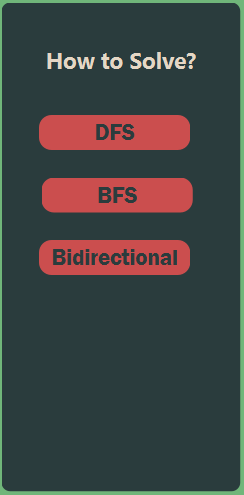 How to Solve?
DFS
BFS
Bidirectional